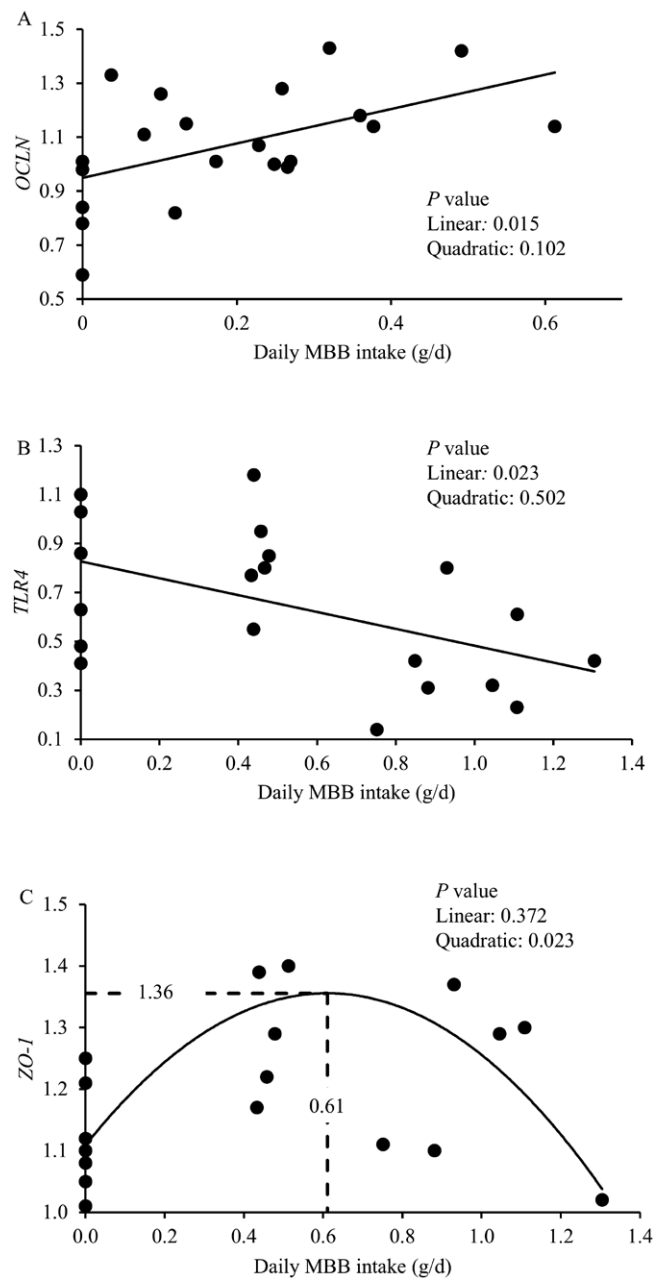 A
1.5
1.3
1.1
0.9
0.7
0.5
OCLN
P value
Linear: 0.015
Quadratic: 0.102
0 0.2 0.4 0.6
Daily MBB intake (g/d)
B
1.3
1.1
0.9
0.7
0.5
0.3
0.1
TLR4
P value
Linear: 0.023
Quadratic: 0.502
0.0 0.2 0.4 0.6 0.8 1.0 1.2 1.4
Daily MBB intake (g/d)
C
1.5
1.4
1.3
1.2
1.1
1.0
ZO-1
P value
Linear: 0.372
Quadratic: 0.023
1.36
0.61
0.0 0.2 0.4 0.6 0.8 1.0 1.2 1.4
Daily MBB intake (g/d)